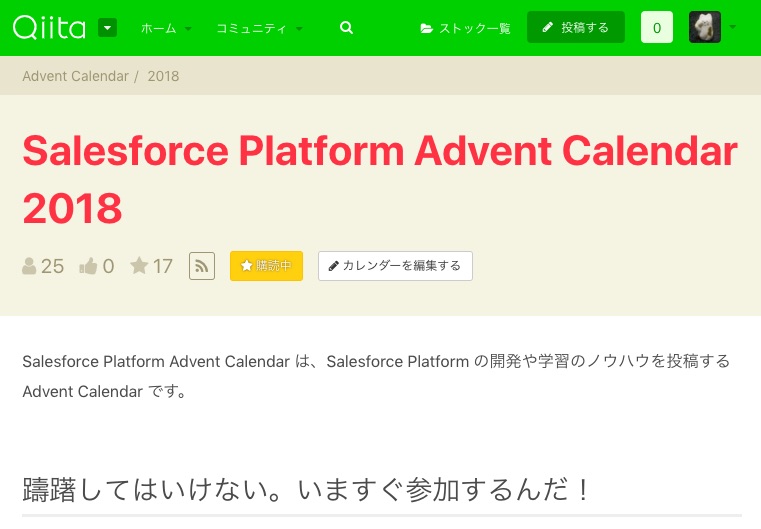 Qiita ホーム コミュニティ ストック一覧 投稿する 0
Advent Calendar / 2018
Salesforce Platform Advent Calendar
2018
25 0 17 購読中 カレンダーを編集する
Salesforce Platform Advent Calendar は、Salesforce Platform の開発や学習のノウハウを投稿する
Advent Calendar です。
躊躇してはいけない。いますぐ参加するんだ！